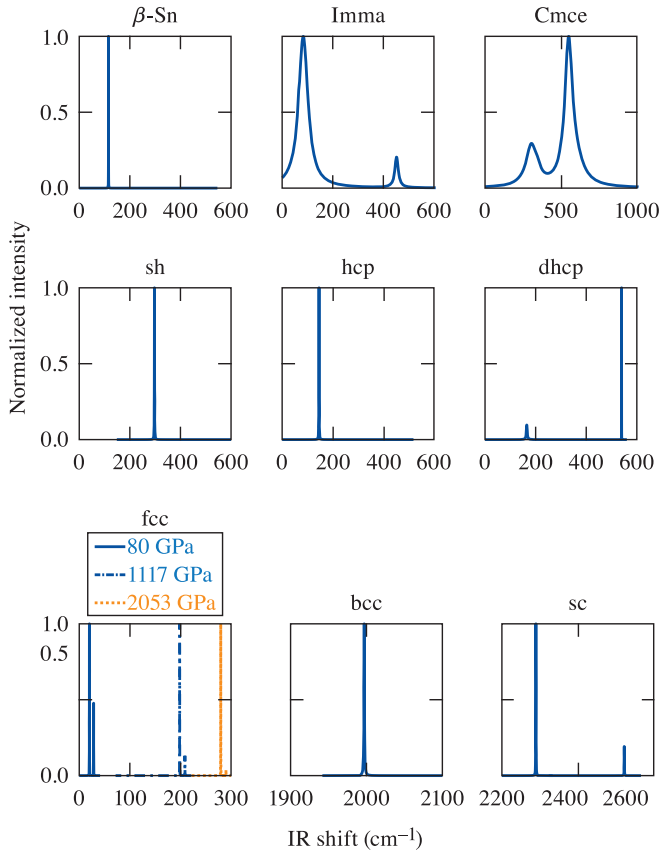 β-Sn Imma Cmce
1.0
0.5
0.0
0 200 400 600 0 200 400 600 0 500 1000
Normalized intensity
sh hcp dhcp
1.0
0.5
0.0
0 200 400 600 0 200 400 600 0 200 400 600
fcc
80 GPa
1117 GPa
2053 GPa
bcc sc
1.0
0.5
0.0
0 100 200 300 1900 2000 2100 2200 2400 2600
IR shift (cm⁻¹)